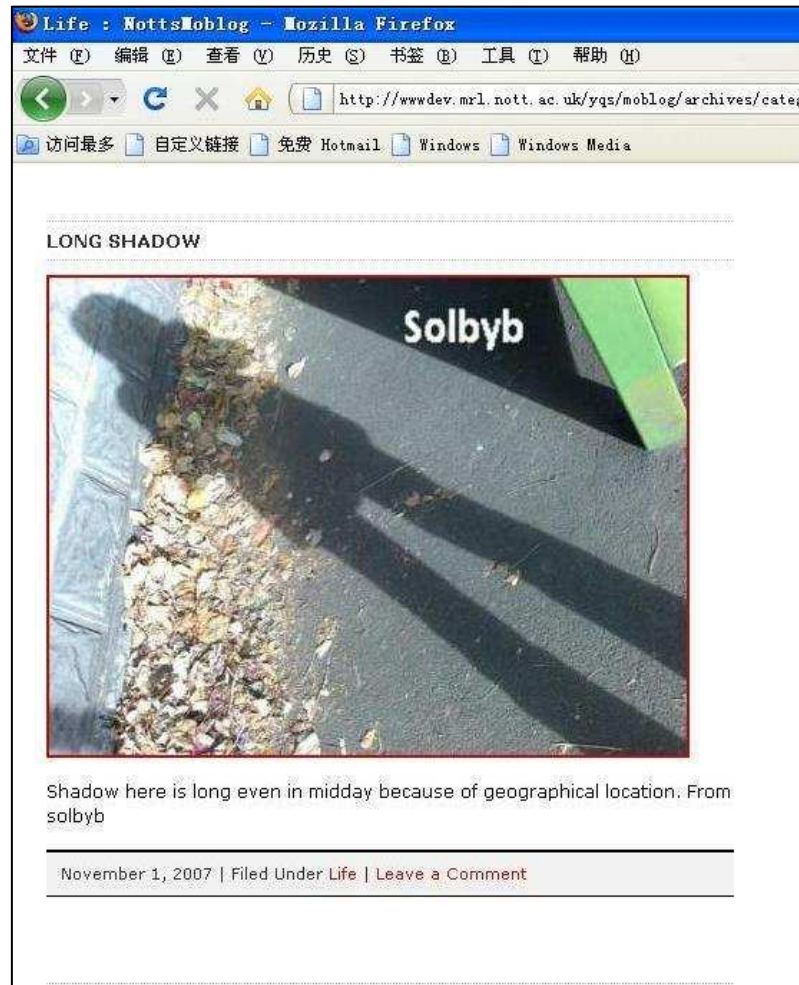 Life : NottsMoblog - Mozilla Firefox
文件 (F) 编辑 (E) 查看 (V) 历史 (S) 书签 (B) 工具 (T) 帮助 (H)
http://wwwdev.mrl.nott.ac.uk/yqs/moblog/archives/categ
访问最多 自定义链接 免费 Hotmail Windows Windows Media
LONG SHADOW
Solbyb
Shadow here is long even in midday because of geographical location. From
solbyb
November 1, 2007 | Filed Under Life | Leave a Comment